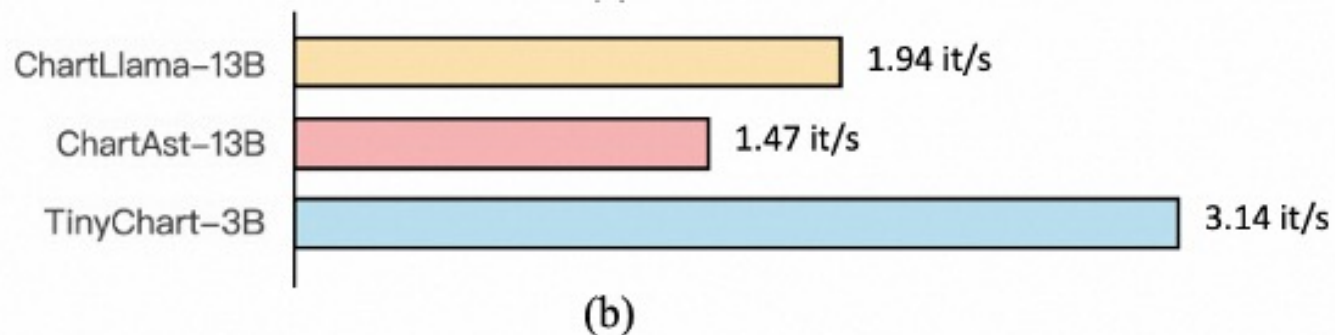 ChartLlama–13B 1.94 it/s
ChartAst–13B 1.47 it/s
TinyChart–3B 3.14 it/s
(b)